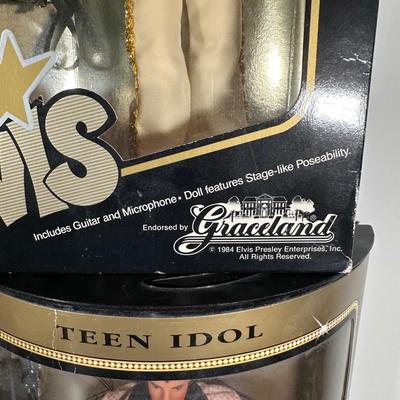 VIS
Includes Guitar and Microphone • Doll features Stage-like Poseability.
Endorsed by Graceland
© 1984 Elvis Presley Enterprises, Inc.
All Rights Reserved.
TEEN IDOL